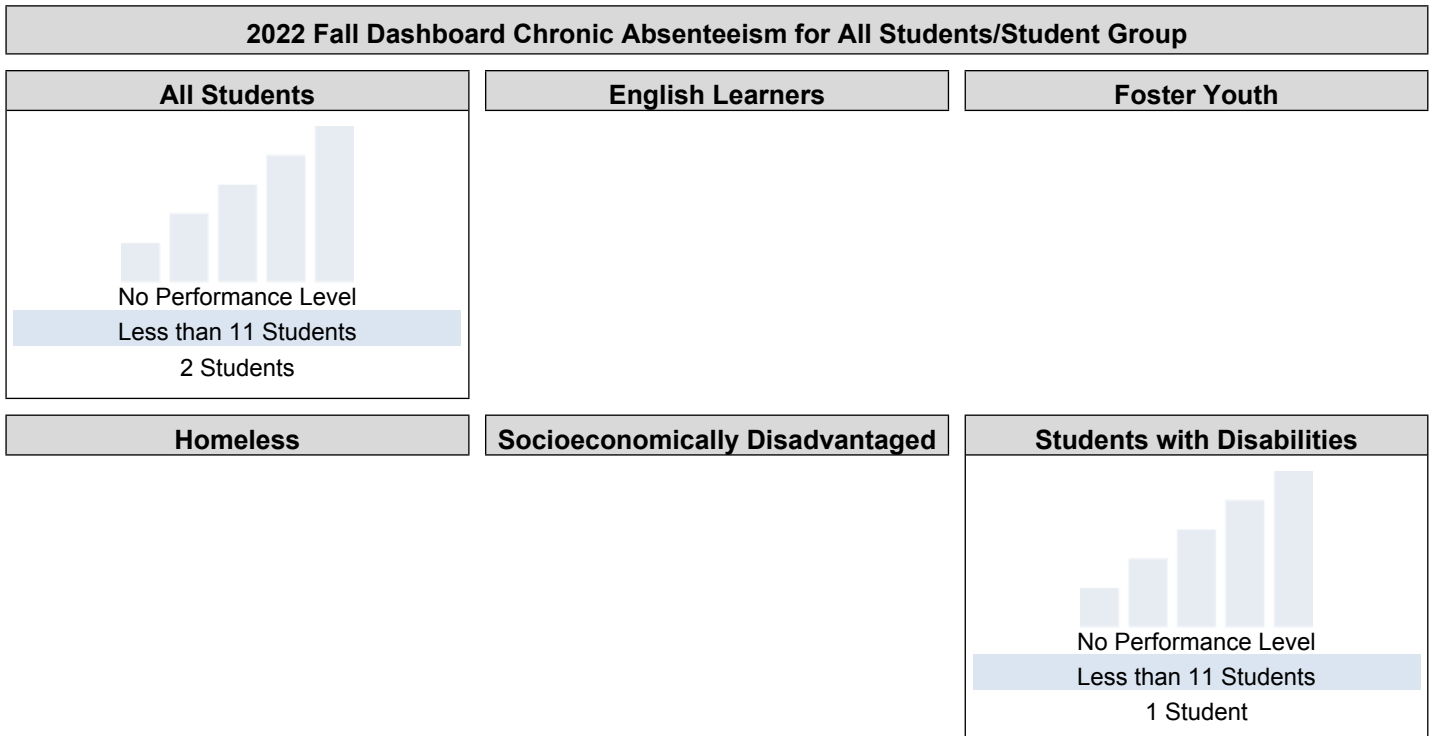 2022 Fall Dashboard Chronic Absenteeism for All Students/Student Group
All Students
English Learners
Foster Youth
No Performance Level
Less than 11 Students
2 Students
Homeless
Socioeconomically Disadvantaged
Students with Disabilities
No Performance Level
Less than 11 Students
1 Student